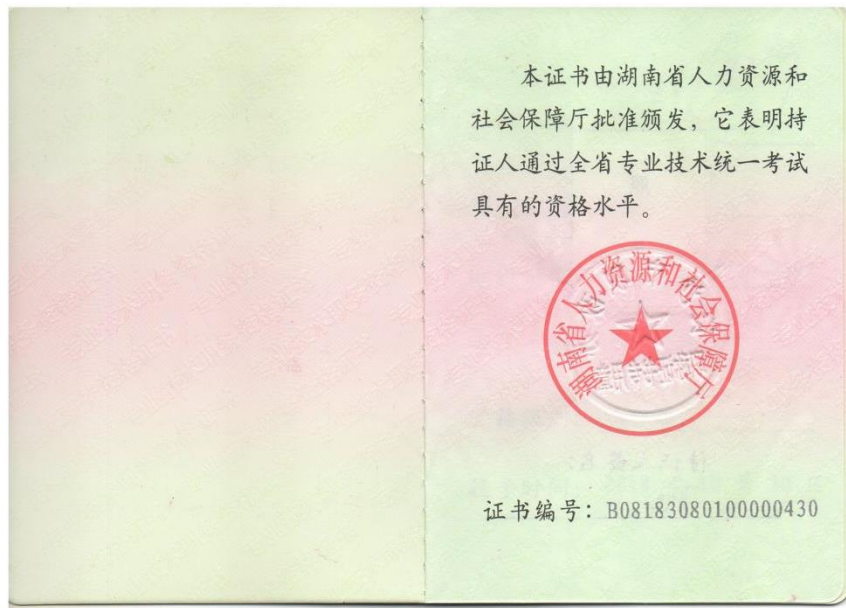 本证书由湖南省人力资源和
社会保障厅批准颁发，它表明持
证人通过全省专业技术统一考试
具有的资格水平。
湖南省人力资源和社会保障厅
证书编号：B08183080100000430